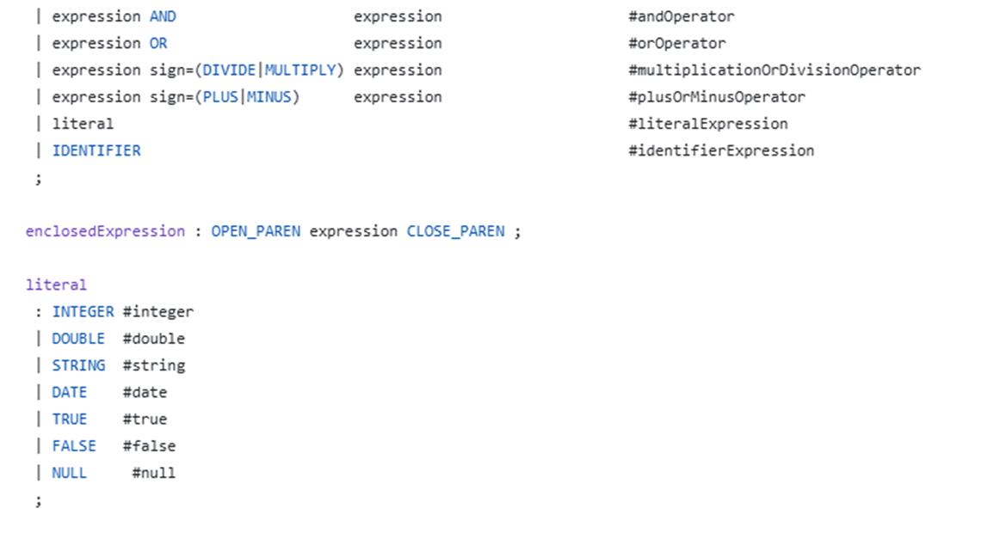 | expression AND                    expression                     #andOperator
| expression OR                     expression                     #orOperator
| expression sign=(DIVIDE|MULTIPLY) expression                     #multiplicationOrDivisionOperator
| expression sign=(PLUS|MINUS)      expression                     #plusOrMinusOperator
| literal                                                          #literalExpression
| IDENTIFIER                                                       #identifierExpression
;
enclosedExpression : OPEN_PAREN expression CLOSE_PAREN ;
literal
: INTEGER #integer
| DOUBLE  #double
| STRING  #string
| DATE    #date
| TRUE    #true
| FALSE   #false
| NULL     #null
;